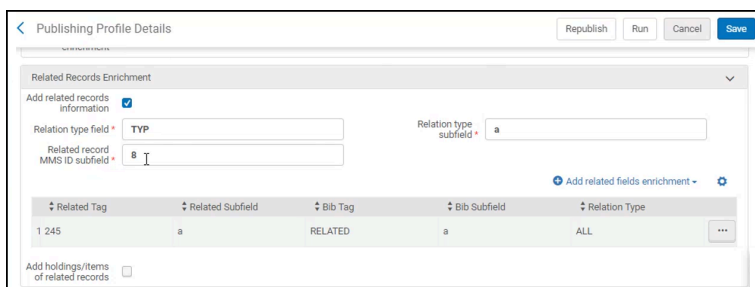 Publishing Profile Details
Republish
Run
Cancel
Save
enrichment
Related Records Enrichment
Add related records
information
Relation type field * TYP
Relation type
subfield * a
Related record
MMS ID subfield * 8
Add related fields enrichment
Related Tag Related Subfield Bib Tag Bib Subfield Relation Type
1 245 a RELATED a ALL ...
Add holdings/items
of related records